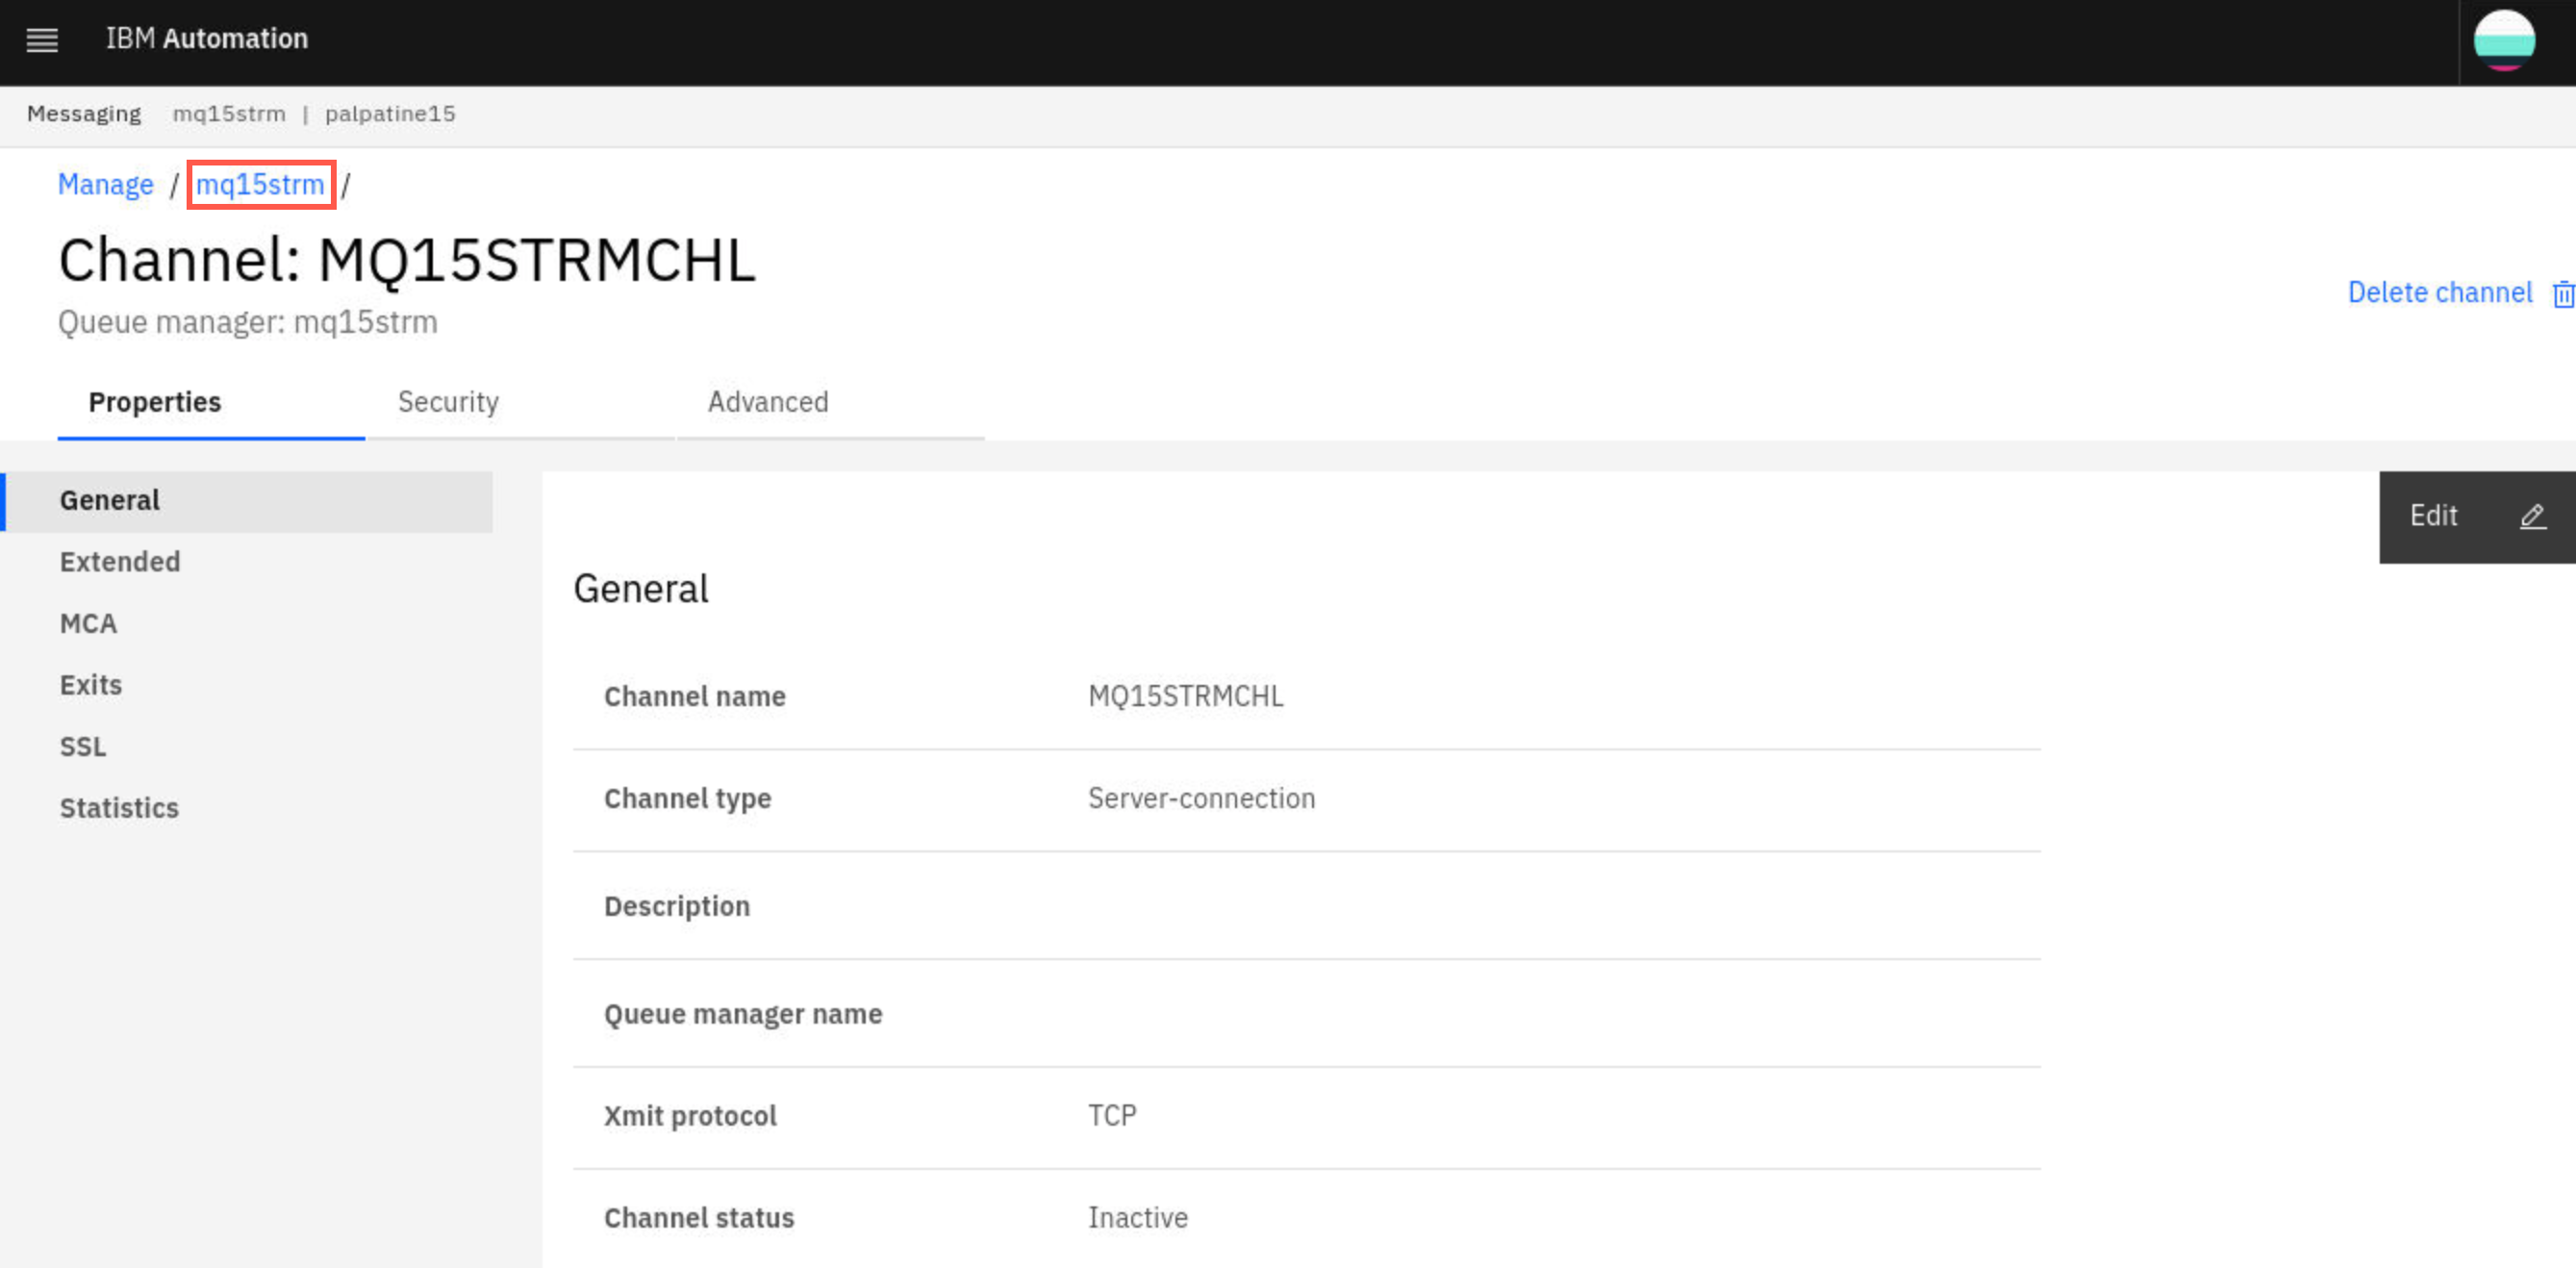 IBM Automation
Messaging mq15strm | palpatine15
Manage / mq15strm /
Channel: MQ15STRMCHL
Delete channel
Queue manager: mq15strm
Properties Security Advanced
General
Extended
MCA
Exits
SSL
Statistics
Edit
General
Channel name MQ15STRMCHL
Channel type Server-connection
Description
Queue manager name
Xmit protocol TCP
Channel status Inactive